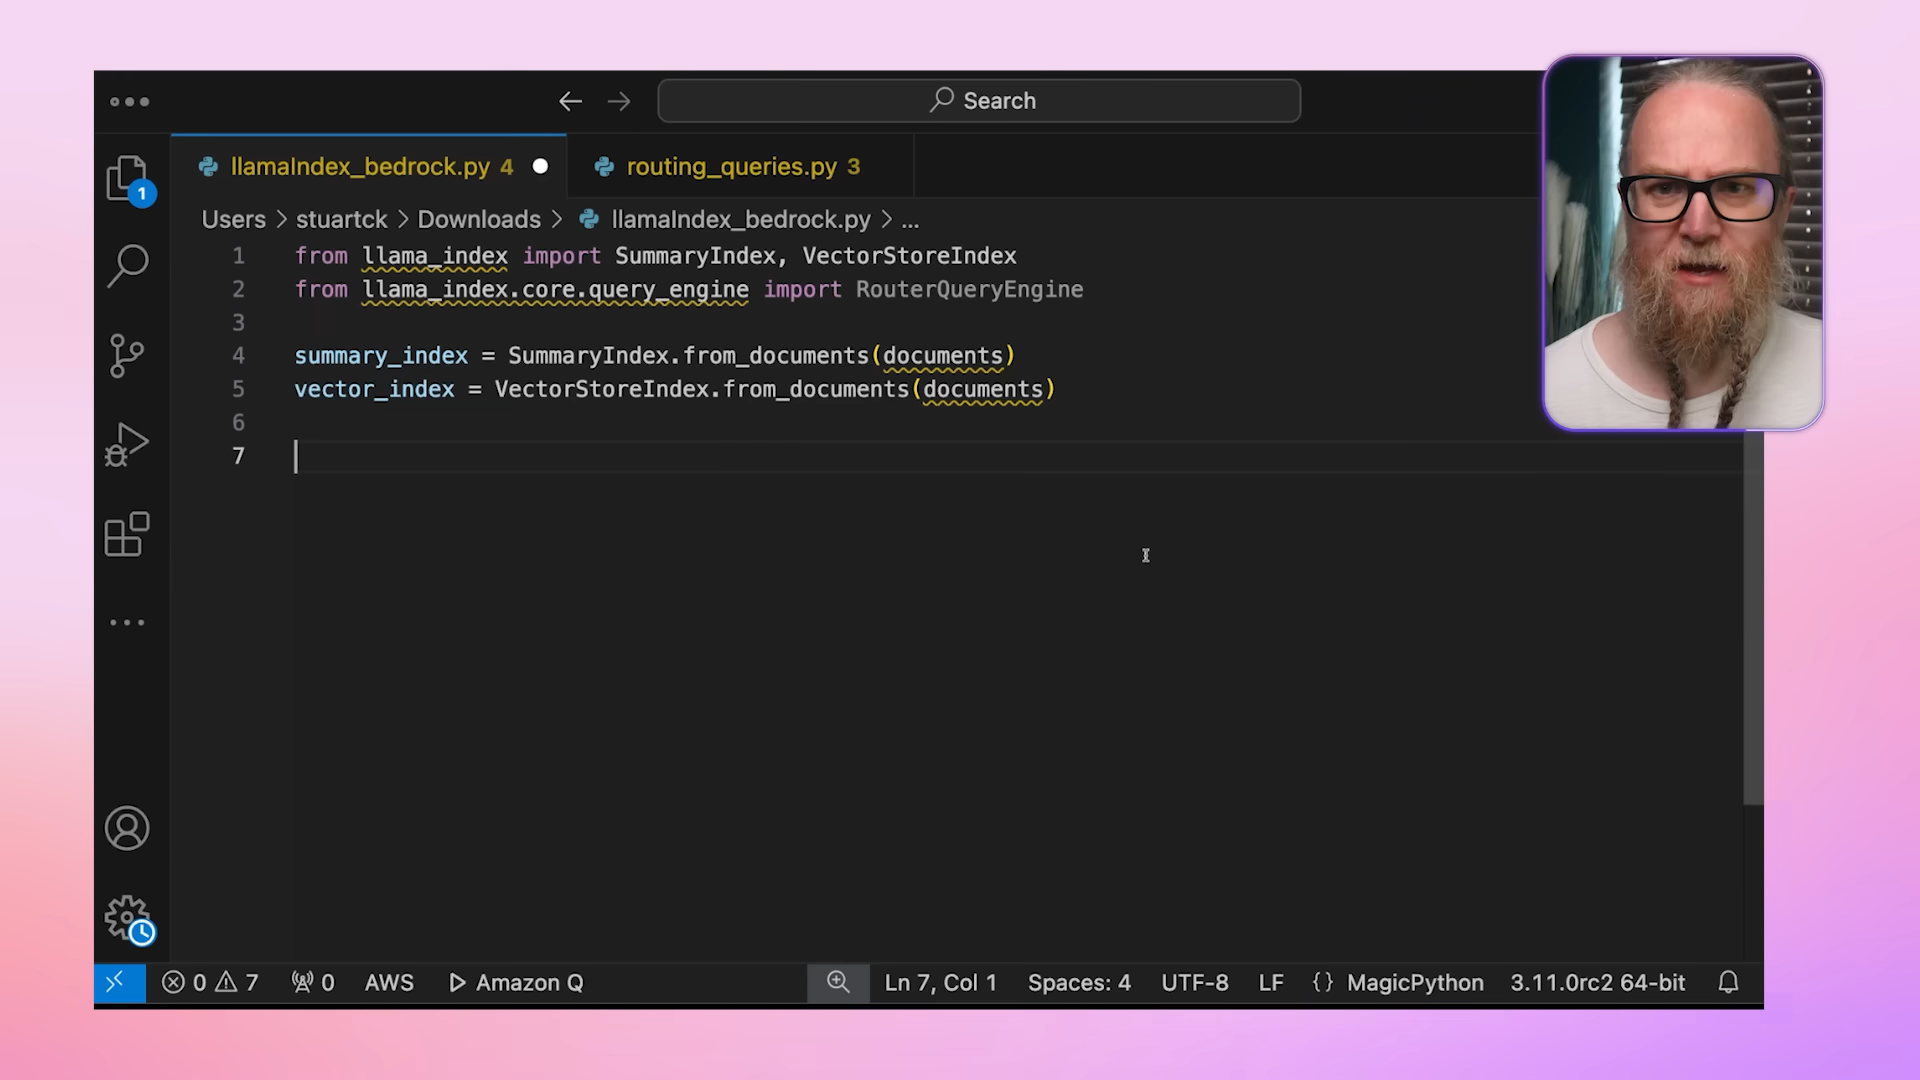 Search
llamaIndex_bedrock.py 4
routing_queries.py 3
1
Users > stuartck > Downloads > llamaIndex_bedrock.py > ...
1 from llama_index import SummaryIndex, VectorStoreIndex
2 from llama_index.core.query_engine import RouterQueryEngine
3
4 summary_index = SummaryIndex.from_documents(documents)
5 vector_index = VectorStoreIndex.from_documents(documents)
6
7
0 7 0 AWS Amazon Q Ln 7, Col 1 Spaces: 4 UTF-8 LF {} MagicPython 3.11.0rc2 64-bit